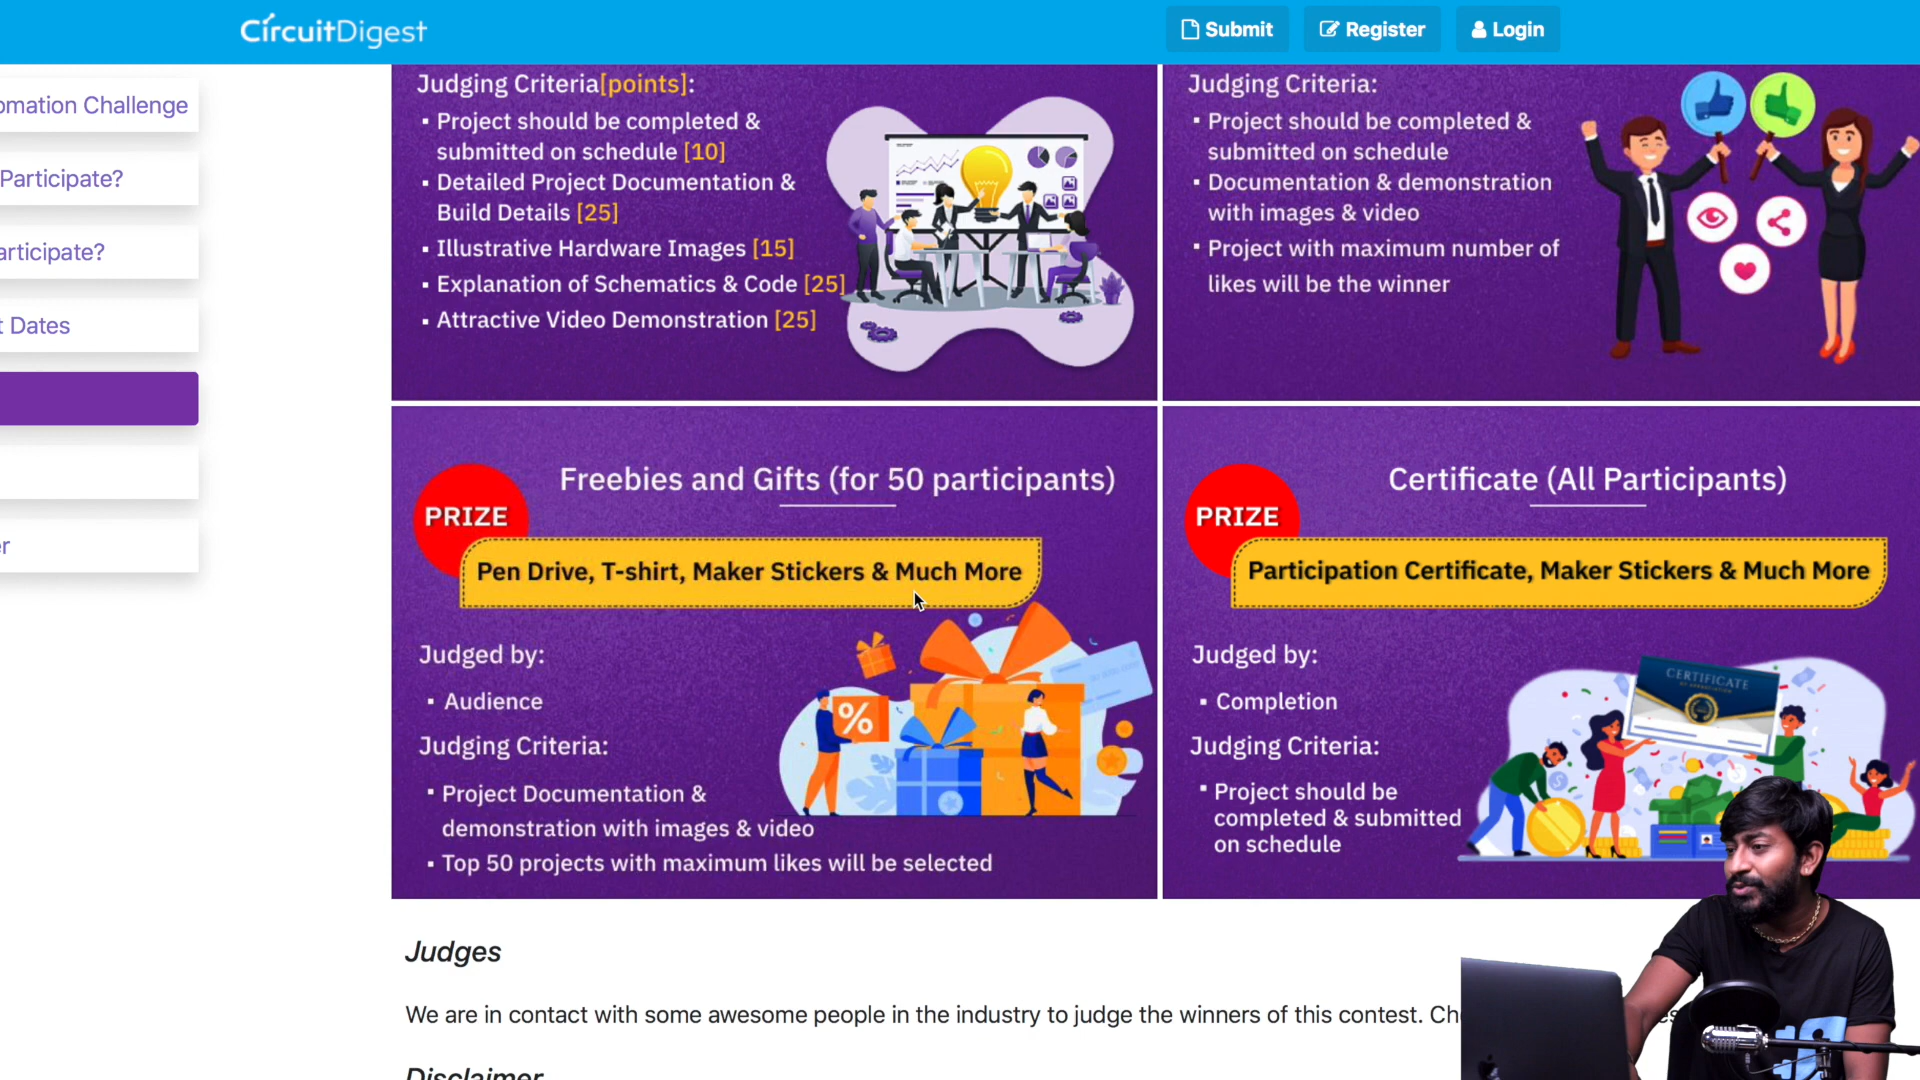 CircuitDigest
Submit
Register
Login
omation Challenge
Participate?
articipate?
t Dates
er
Judging Criteria[points]:
▪ Project should be completed &
submitted on schedule [10]
▪ Detailed Project Documentation &
Build Details [25]
▪ Illustrative Hardware Images [15]
▪ Explanation of Schematics & Code [25]
▪ Attractive Video Demonstration [25]
Judging Criteria:
▪ Project should be completed &
submitted on schedule
▪ Documentation & demonstration
with images & video
▪ Project with maximum number of
likes will be the winner
Freebies and Gifts (for 50 participants)
PRIZE
Pen Drive, T-shirt, Maker Stickers & Much More
Judged by:
▪ Audience
Judging Criteria:
▪ Project Documentation &
demonstration with images & video
▪ Top 50 projects with maximum likes will be selected
%
Certificate (All Participants)
PRIZE
Participation Certificate, Maker Stickers & Much More
Judged by:
▪ Completion
Judging Criteria:
▪ Project should be
completed & submitted
on schedule
CERTIFICATE
Judges
We are in contact with some awesome people in the industry to judge the winners of this contest. Ch
Disclaimer